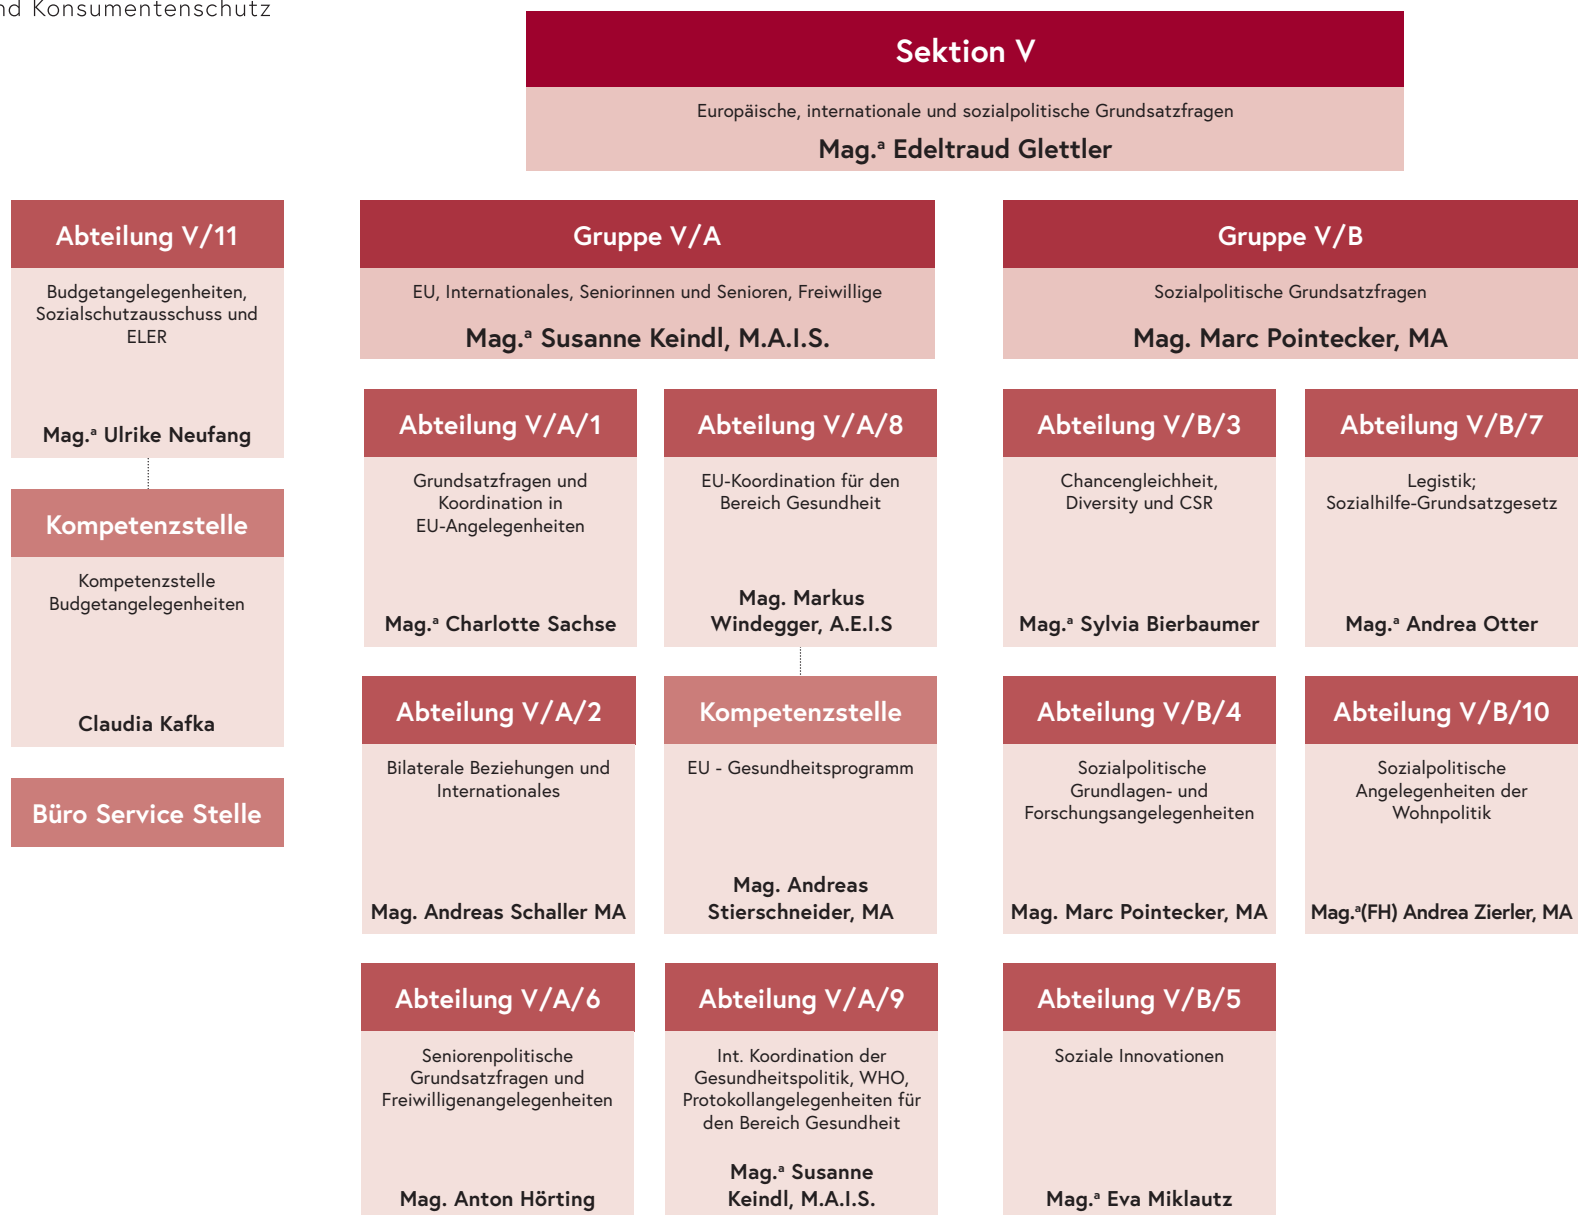 nd Konsumentenschutz
Sektion V
Europäische, internationale und sozialpolitische Grundsatzfragen
Mag.ᵃ Edeltraud Glettler
Abteilung V/11
Budgetangelegenheiten,
Sozialschutzausschuss und
ELER
Mag.ᵃ Ulrike Neufang
Kompetenzstelle
Kompetenzstelle
Budgetangelegenheiten
Claudia Kafka
Büro Service Stelle
Gruppe V/A
EU, Internationales, Seniorinnen und Senioren, Freiwillige
Mag.ᵃ Susanne Keindl, M.A.I.S.
Abteilung V/A/1
Grundsatzfragen und
Koordination in
EU-Angelegenheiten
Mag.ᵃ Charlotte Sachse
Abteilung V/A/8
EU-Koordination für den
Bereich Gesundheit
Mag. Markus
Windegger, A.E.I.S
Abteilung V/A/2
Bilaterale Beziehungen und
Internationales
Mag. Andreas Schaller MA
Kompetenzstelle
EU - Gesundheitsprogramm
Mag. Andreas
Stierschneider, MA
Abteilung V/A/6
Seniorenpolitische
Grundsatzfragen und
Freiwilligenangelegenheiten
Mag. Anton Hörting
Abteilung V/A/9
Int. Koordination der
Gesundheitspolitik, WHO,
Protokollangelegenheiten für
den Bereich Gesundheit
Mag.ᵃ Susanne
Keindl, M.A.I.S.
Gruppe V/B
Sozialpolitische Grundsatzfragen
Mag. Marc Pointecker, MA
Abteilung V/B/3
Chancengleichheit,
Diversity und CSR
Mag.ᵃ Sylvia Bierbaumer
Abteilung V/B/7
Legistik;
Sozialhilfe-Grundsatzgesetz
Mag.ᵃ Andrea Otter
Abteilung V/B/4
Sozialpolitische
Grundlagen- und
Forschungsangelegenheiten
Mag. Marc Pointecker, MA
Abteilung V/B/10
Sozialpolitische
Angelegenheiten der
Wohnpolitik
Mag.ᵃ(FH) Andrea Zierler, MA
Abteilung V/B/5
Soziale Innovationen
Mag.ᵃ Eva Miklautz